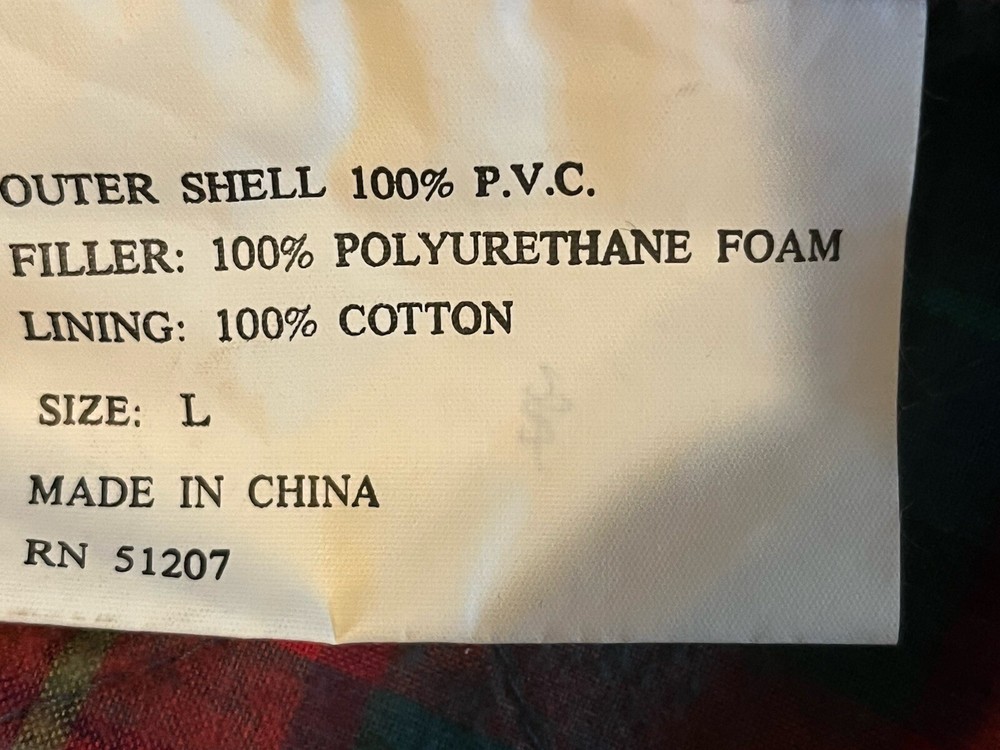 OUTER SHELL 100% P.V.C.
FILLER: 100% POLYURETHANE FOAM
LINING: 100% COTTON
SIZE: L
MADE IN CHINA
RN 51207